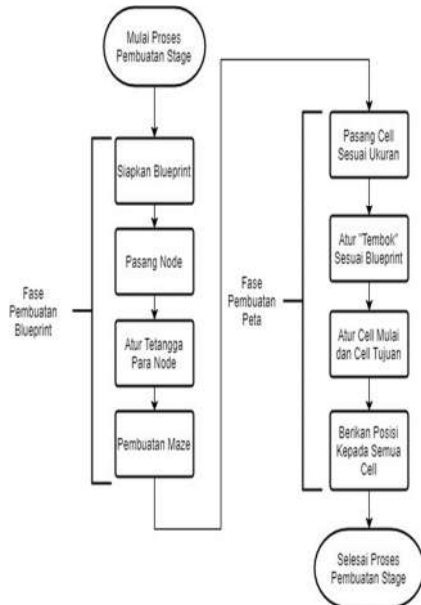 Mulai Proses
Pembuatan Stage
Siapkan Blueprint
Pasang Node
Atur Tetangga
Para Node
Pembuatan Maze
Fase
Pembuatan
Blueprint
Pasang Cell
Sesuai Ukuran
Atur "Tembok"
Sesuai Blueprint
Atur Cell Mulai
dan Cell Tujuan
Berikan Posisi
Kepada Semua
Cell
Fase
Pembuatan
Peta
Selesai Proses
Pembuatan Stage